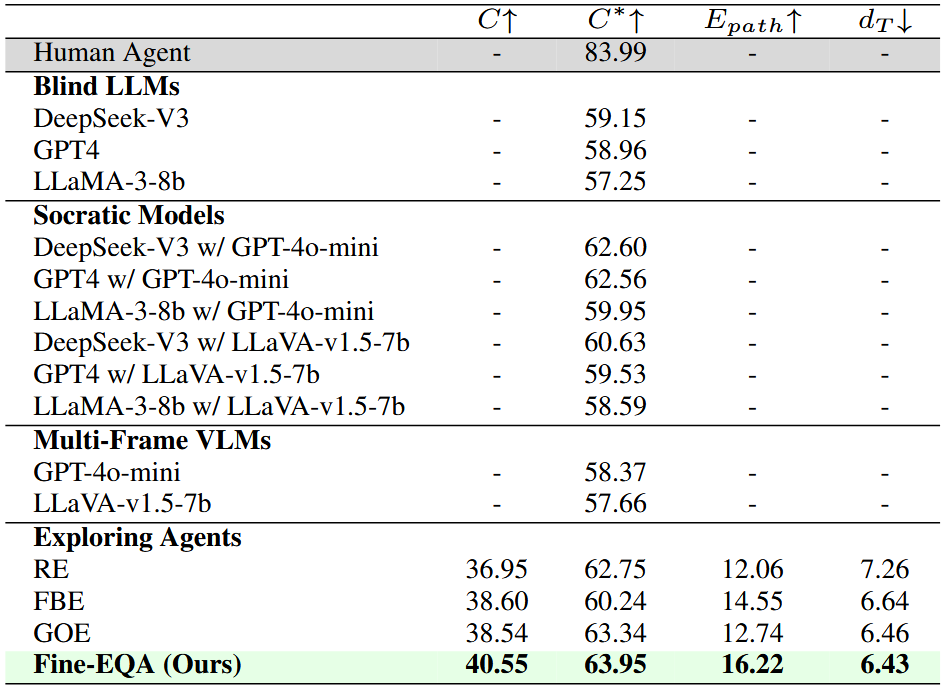 C↑ C*↑ E_path↑ d_T↓
Human Agent - 83.99 - -
Blind LLMs
DeepSeek-V3 - 59.15 - -
GPT4 - 58.96 - -
LLaMA-3-8b - 57.25 - -
Socratic Models
DeepSeek-V3 w/ GPT-4o-mini - 62.60 - -
GPT4 w/ GPT-4o-mini - 62.56 - -
LLaMA-3-8b w/ GPT-4o-mini - 59.95 - -
DeepSeek-V3 w/ LLaVA-v1.5-7b - 60.63 - -
GPT4 w/ LLaVA-v1.5-7b - 59.53 - -
LLaMA-3-8b w/ LLaVA-v1.5-7b - 58.59 - -
Multi-Frame VLMs
GPT-4o-mini - 58.37 - -
LLaVA-v1.5-7b - 57.66 - -
Exploring Agents
RE 36.95 62.75 12.06 7.26
FBE 38.60 60.24 14.55 6.64
GOE 38.54 63.34 12.74 6.46
Fine-EQA (Ours) 40.55 63.95 16.22 6.43